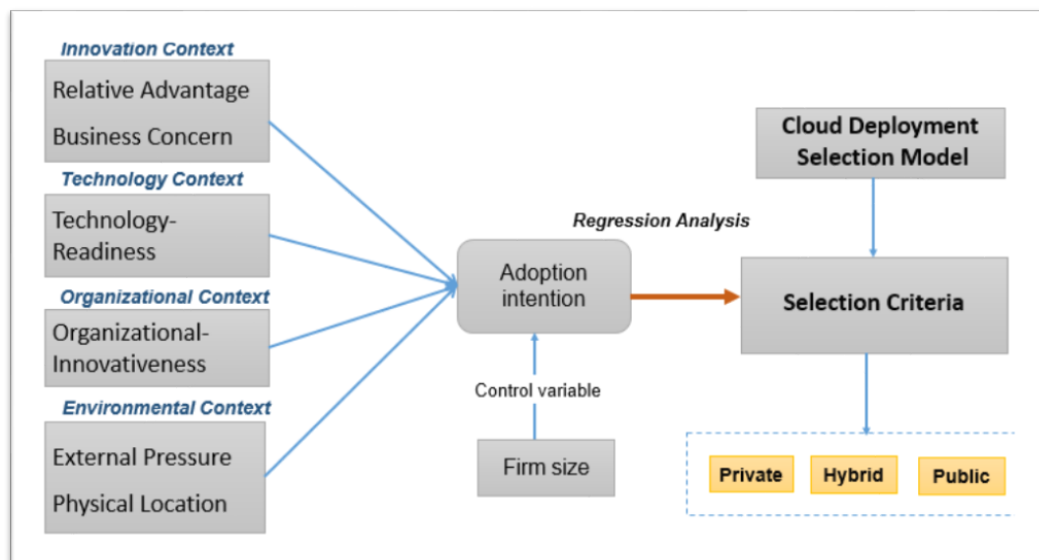 Innovation Context
Relative Advantage
Business Concern
Technology Context
Technology-
Readiness
Organizational Context
Organizational-
Innovativeness
Environmental Context
External Pressure
Physical Location
Adoption
intention
Control variable
Firm size
Regression Analysis
Cloud Deployment
Selection Model
Selection Criteria
Private
Hybrid
Public